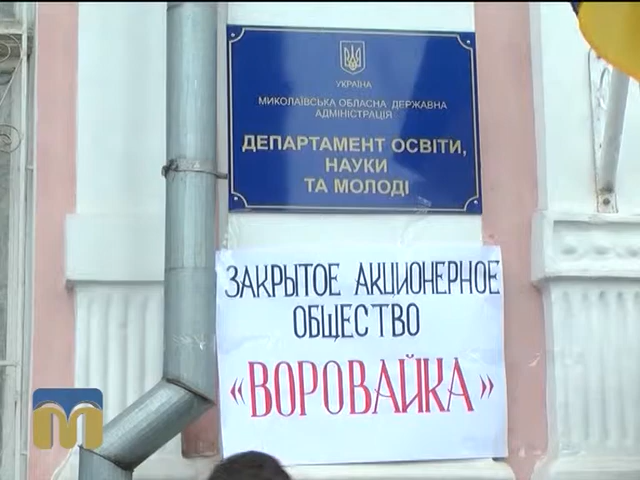 УКРАЇНА
МИКОЛАЇВСЬКА ОБЛАСНА ДЕРЖАВНА
АДМІНІСТРАЦІЯ
ДЕПАРТАМЕНТ ОСВІТИ,
НАУКИ
ТА МОЛОДІ
ЗАКРЫТОЕ АКЦИОНЕРНОЕ
ОБЩЕСТВО
«ВОРОВАЙКА»
М